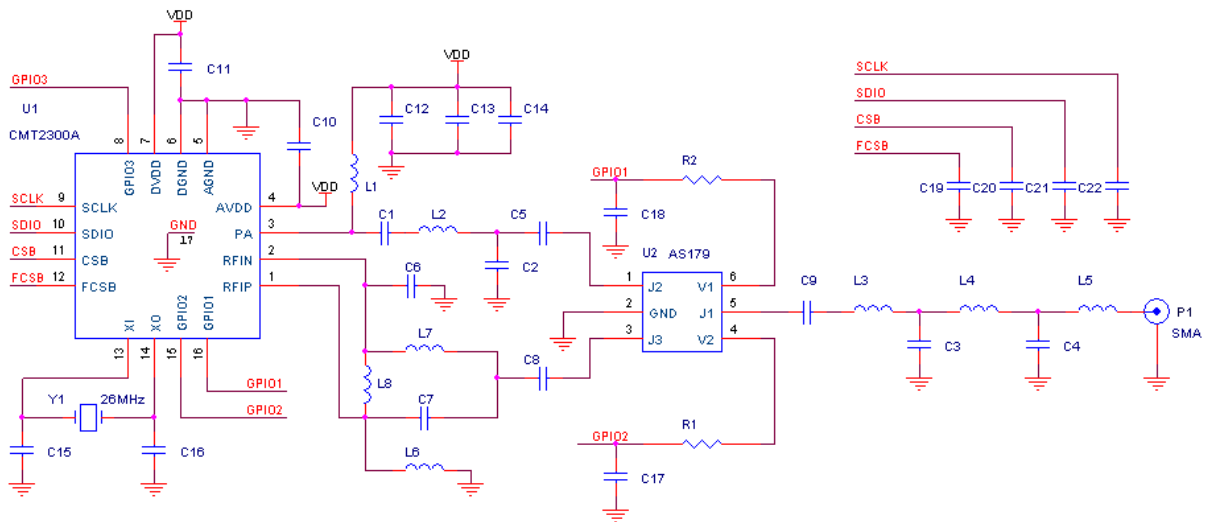 VDD
C11
GPIO3
U1
CMT2300A
C10
VDD
C12
C13
C14
L1
SCLK
SDIO
CSB
FCSB
C19
C20
C21
C22
8
7
6
5
GPIO3
DVDD
DGND
AGND
VDD
SCLK 9 SCLK
AVDD 4
SDIO 10 SDIO
GND
17
PA 3
CSB 11 CSB
RFIN 2
FCSB 12 FCSB
RFIP 1
XI
XO
GPIO2
GPIO1
13
14
15
16
GPIO1
GPIO2
Y1
26MHz
C15
C16
C1
L2
C5
C2
C6
L7
L8
C7
C8
L6
GPIO1
R2
C18
U2
AS179
1 J2
V1 6
2 GND
J1 5
3 J3
V2 4
GPIO2
R1
C17
C9
L3
L4
L5
C3
C4
P1
SMA